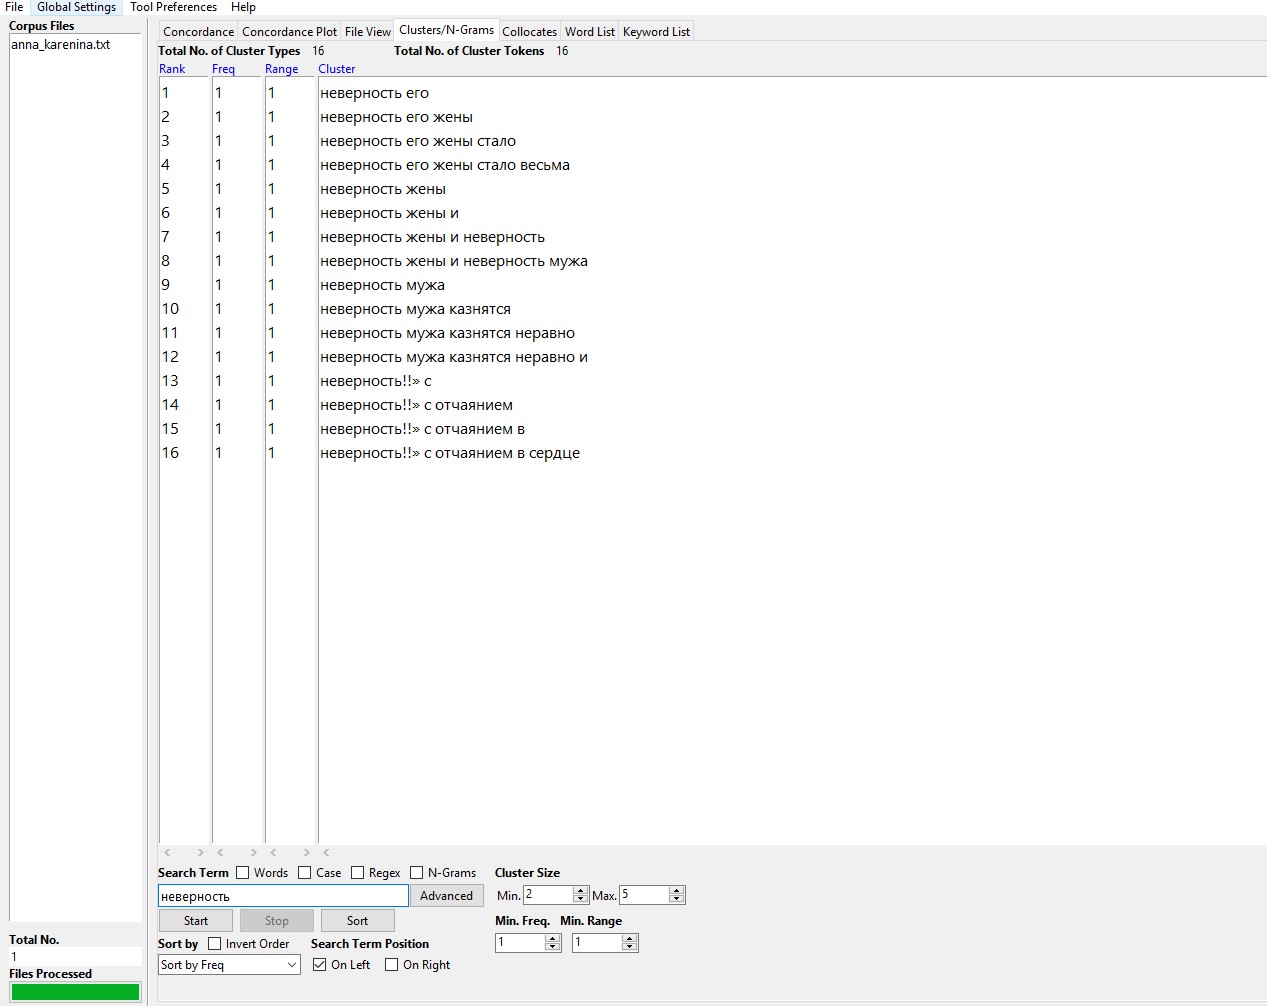 File Global Settings Tool Preferences Help
Corpus Files
anna_karenina.txt
Concordance Concordance Plot File View Clusters/N-Grams Collocates Word List Keyword List
Total No. of Cluster Types 16 Total No. of Cluster Tokens 16
Rank Freq Range Cluster
1 1 1 неверность его
2 1 1 неверность его жены
3 1 1 неверность его жены стало
4 1 1 неверность его жены стало весьма
5 1 1 неверность жены
6 1 1 неверность жены и
7 1 1 неверность жены и неверность
8 1 1 неверность жены и неверность мужа
9 1 1 неверность мужа
10 1 1 неверность мужа казнятся
11 1 1 неверность мужа казнятся неравно
12 1 1 неверность мужа казнятся неравно и
13 1 1 неверность!!» с
14 1 1 неверность!!» с отчаянием
15 1 1 неверность!!» с отчаянием в
16 1 1 неверность!!» с отчаянием в сердце
Search Term Words Case Regex N-Grams Cluster Size
неверность Advanced Min. 2 Max. 5
Start Stop Sort Min. Freq. Min. Range
1 1
Sort by Invert Order Search Term Position
Sort by Freq On Left On Right
Total No.
1
Files Processed